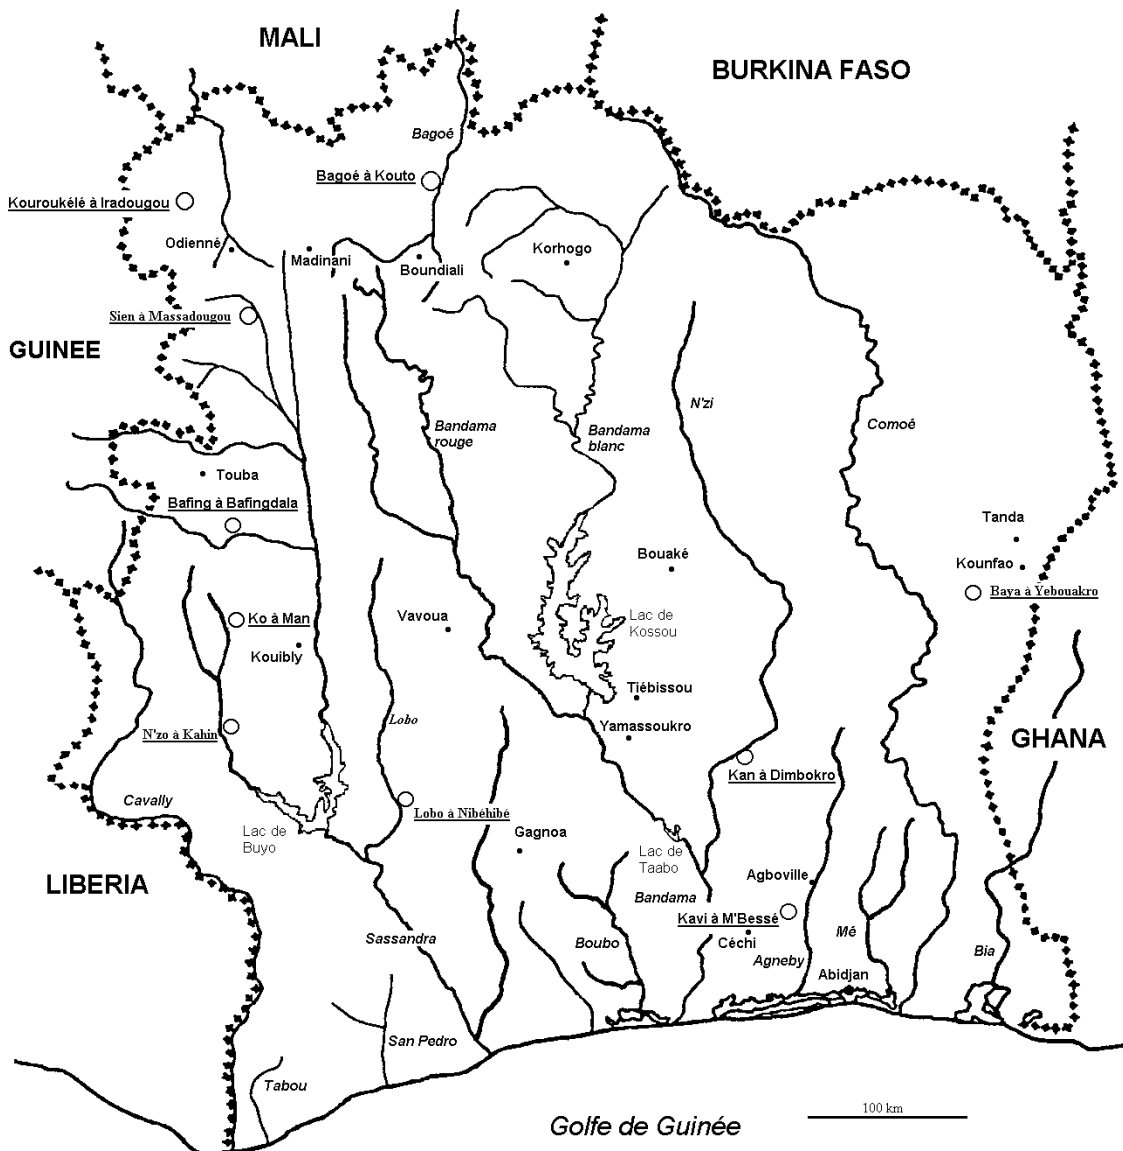 MALI
BURKINA FASO
Bagoé
Bagoé à Kouto
Kouroukélé à Iradougou
Odienné
Madinani
Boundiali
Korhogo
Sien à Massadougou
GUINEE
N'zi
Comoé
Bandama
rouge
Bandama
blanc
Touba
Bafing à Bafingdala
Tanda
Bouaké
Kounfao
Baya à Yebouakro
Ko à Man
Vavoua
Lac de
Kossou
Kouibly
Tiébissou
Lobo
Yamassoukro
N'zo à Kahin
GHANA
Kan à Dimbokro
Cavally
Lobo à Nibéhibé
Lac de
Buyo
Gagnoa
Lac de
Taabo
LIBERIA
Agboville
Bandama
Kavi à M'Bessé
Céchi
Mé
Sassandra
Boubo
Agneby
Bia
Abidjan
San Pedro
Tabou
100 km
Golfe de Guinée